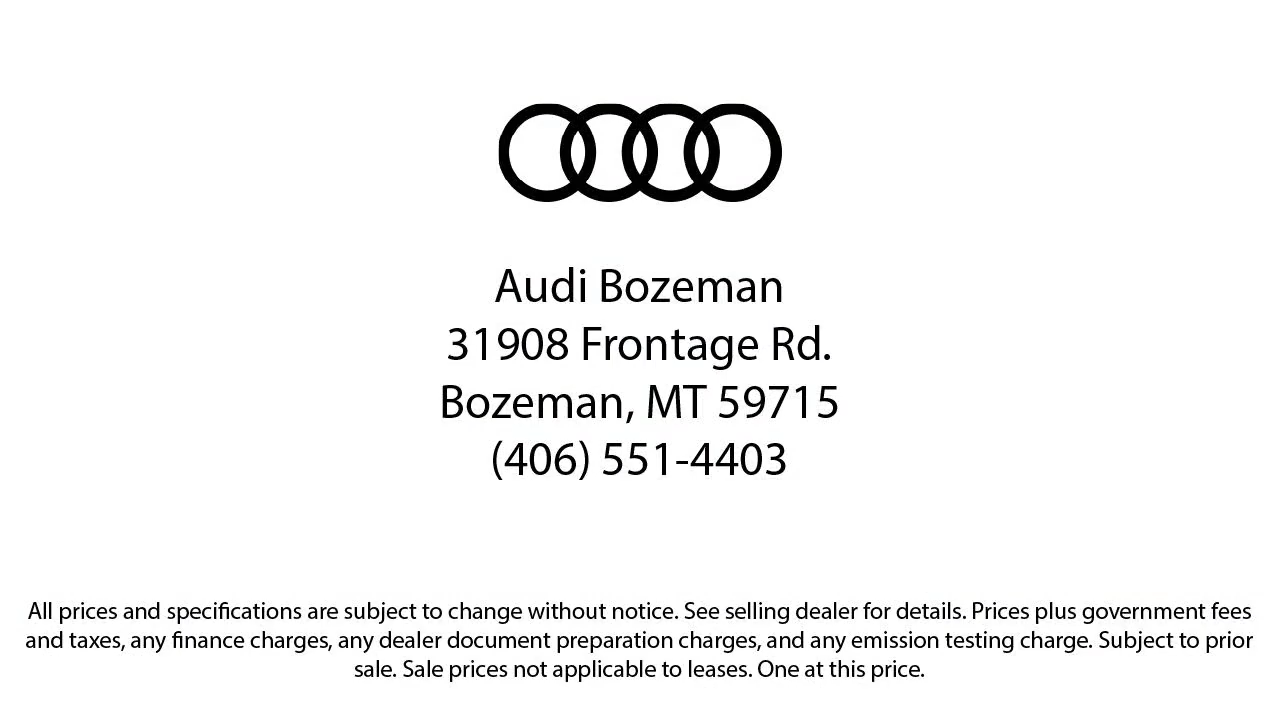 Audi Bozeman
31908 Frontage Rd.
Bozeman, MT 59715
(406) 551-4403
All prices and specifications are subject to change without notice. See selling dealer for details. Prices plus government fees
and taxes, any finance charges, any dealer document preparation charges, and any emission testing charge. Subject to prior
sale. Sale prices not applicable to leases. One at this price.